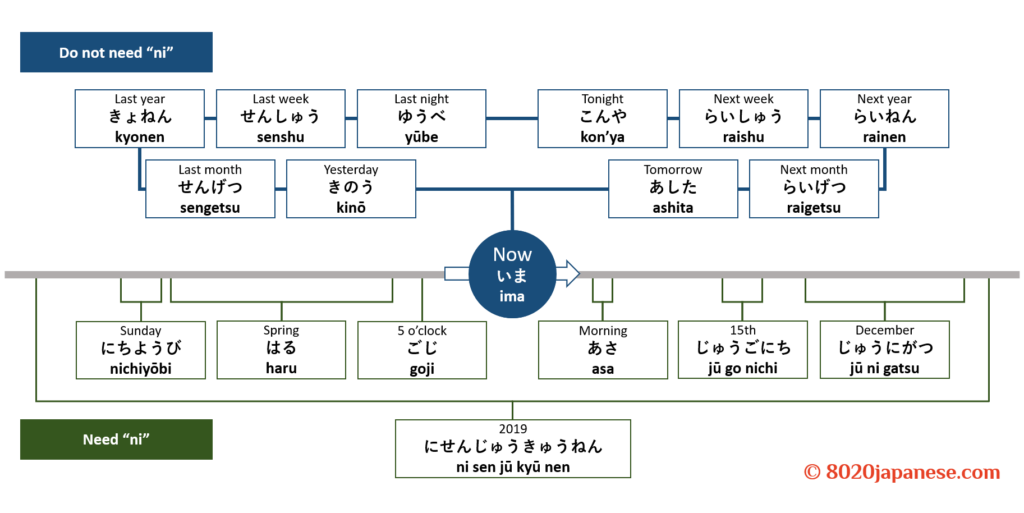 Do not need “ni”
Last year
きょねん
kyonen
Last week
せんしゅう
senshu
Last night
ゆうべ
yūbe
Tonight
こんや
kon’ya
Next week
らいしゅう
raishu
Next year
らいねん
rainen
Last month
せんげつ
sengetsu
Yesterday
きのう
kinō
Tomorrow
あした
ashita
Next month
らいげつ
raigetsu
Now
いま
ima
Sunday
にちようび
nichiyōbi
Spring
はる
haru
5 o’clock
ごじ
goji
Morning
あさ
asa
15th
じゅうごにち
jū go nichi
December
じゅうにがつ
jū ni gatsu
Need “ni”
2019
にせんじゅうきゅうねん
ni sen jū kyū nen
© 8020japanese.com